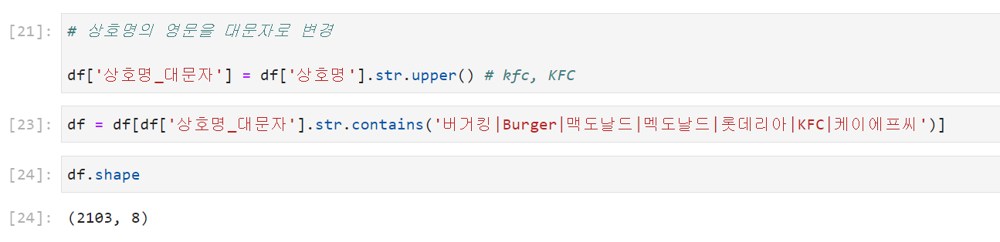 [21]: # 상호명의 영문을 대문자로 변경
df['상호명_대문자'] = df['상호명'].str.upper() # kfc, KFC
[23]: df = df[df['상호명_대문자'].str.contains('버거킹|Burger|맥도날드|멕도날드|롯데리아|KFC|케이에프씨')]
[24]: df.shape
[24]: (2103, 8)